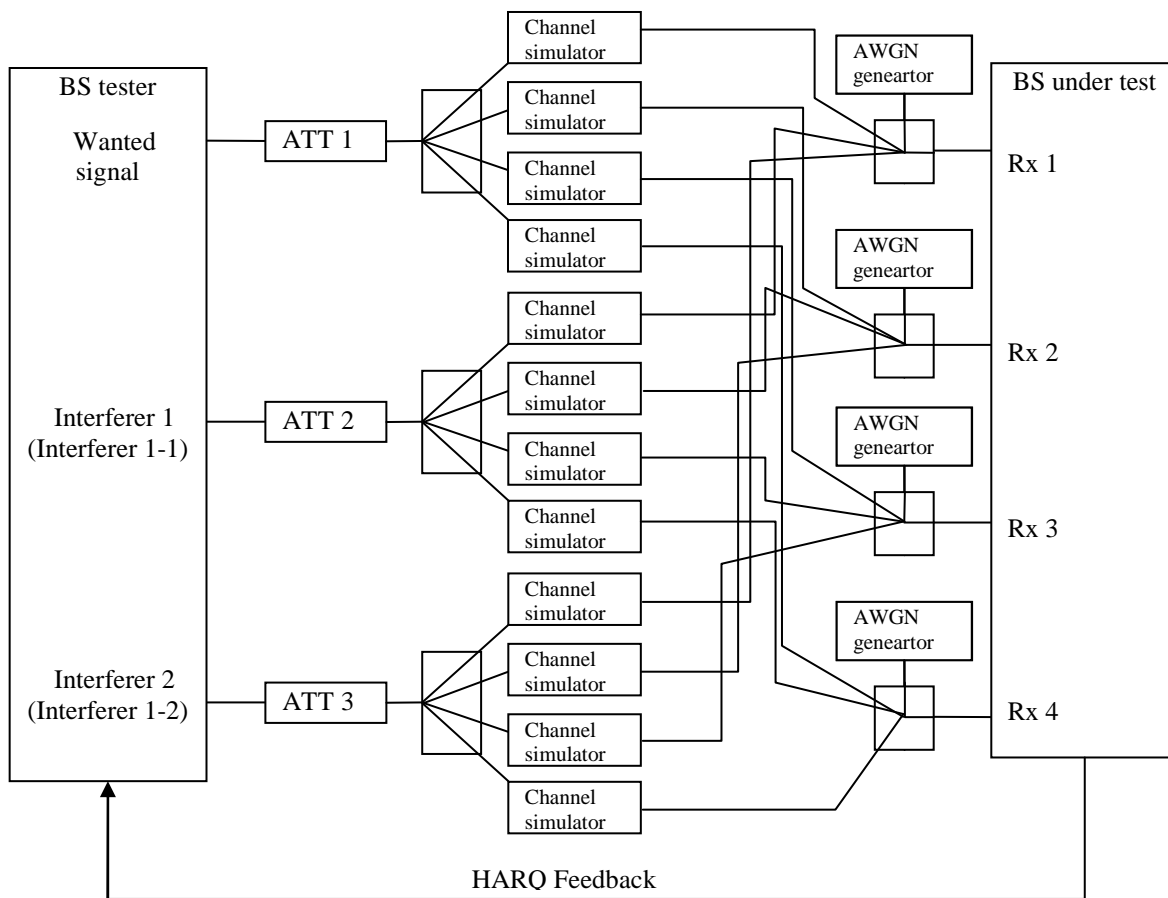 BS tester
Wanted
signal
Interferer 1
(Interferer 1-1)
Interferer 2
(Interferer 1-2)
ATT 1
ATT 2
ATT 3
Channel
simulator
Channel
simulator
Channel
simulator
Channel
simulator
Channel
simulator
Channel
simulator
Channel
simulator
Channel
simulator
Channel
simulator
Channel
simulator
Channel
simulator
Channel
simulator
AWGN
geneartor
AWGN
geneartor
AWGN
geneartor
AWGN
geneartor
BS under test
Rx 1
Rx 2
Rx 3
Rx 4
HARQ Feedback